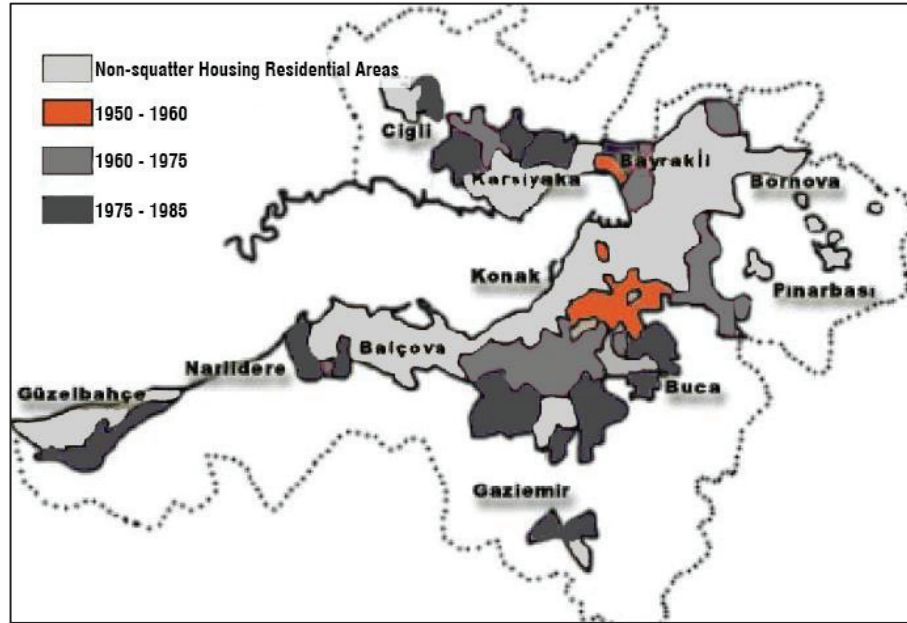 Non-squatter Housing Residential Areas
1950 - 1960
1960 - 1975
1975 - 1985
Cigli
Karsiyaka
Bayrakli
Bornova
Konak
Pınarbası
Balçova
Narlidere
Buca
Güzelbahçe
Gaziemir